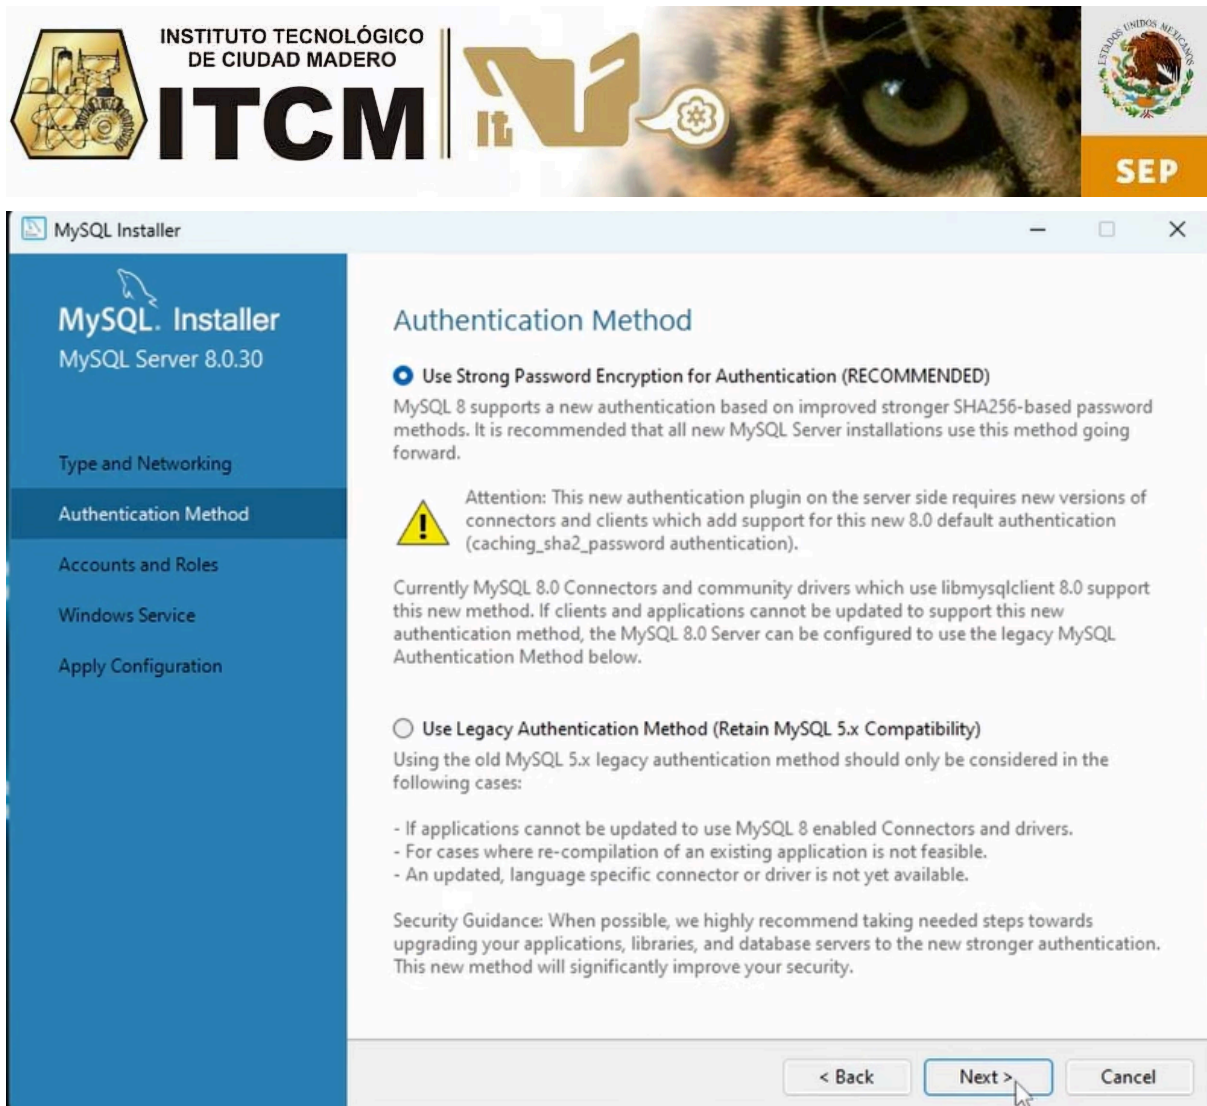 INSTITUTO TECNOLÓGICO
DE CIUDAD MADERO
ITCM
It
ESTADOS UNIDOS MEXICANOS
SEP
MySQL Installer
MySQL. Installer
MySQL Server 8.0.30
Type and Networking
Authentication Method
Accounts and Roles
Windows Service
Apply Configuration
Authentication Method
Use Strong Password Encryption for Authentication (RECOMMENDED)
MySQL 8 supports a new authentication based on improved stronger SHA256-based password
methods. It is recommended that all new MySQL Server installations use this method going
forward.
Attention: This new authentication plugin on the server side requires new versions of
connectors and clients which add support for this new 8.0 default authentication
(caching_sha2_password authentication).
Currently MySQL 8.0 Connectors and community drivers which use libmysqlclient 8.0 support
this new method. If clients and applications cannot be updated to support this new
authentication method, the MySQL 8.0 Server can be configured to use the legacy MySQL
Authentication Method below.
Use Legacy Authentication Method (Retain MySQL 5.x Compatibility)
Using the old MySQL 5.x legacy authentication method should only be considered in the
following cases:
- If applications cannot be updated to use MySQL 8 enabled Connectors and drivers.
- For cases where re-compilation of an existing application is not feasible.
- An updated, language specific connector or driver is not yet available.
Security Guidance: When possible, we highly recommend taking needed steps towards
upgrading your applications, libraries, and database servers to the new stronger authentication.
This new method will significantly improve your security.
< Back
Next >
Cancel